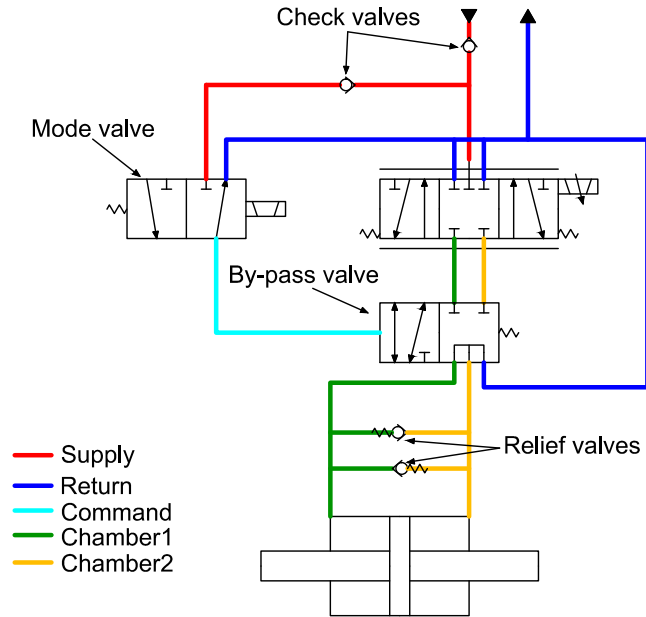 Check valves
Mode valve
By-pass valve
Relief valves
Supply
Return
Command
Chamber1
Chamber2